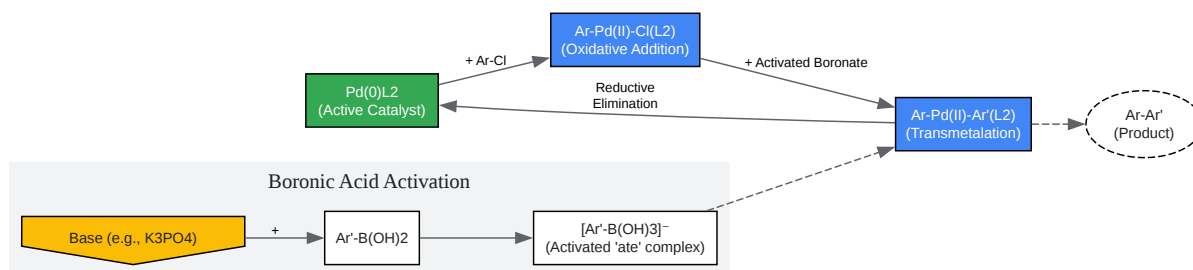 Ar-Pd(II)-Cl(L2)
(Oxidative Addition)
+ Ar-Cl
+ Activated Boronate
Pd(0)L2
(Active Catalyst)
Reductive
Elimination
Ar-Pd(II)-Ar'(L2)
(Transmetalation)
Ar-Ar'
(Product)
Boronic Acid Activation
Base (e.g., K3PO4)
+
Ar'-B(OH)2
[Ar'-B(OH)3]⁻
(Activated 'ate' complex)